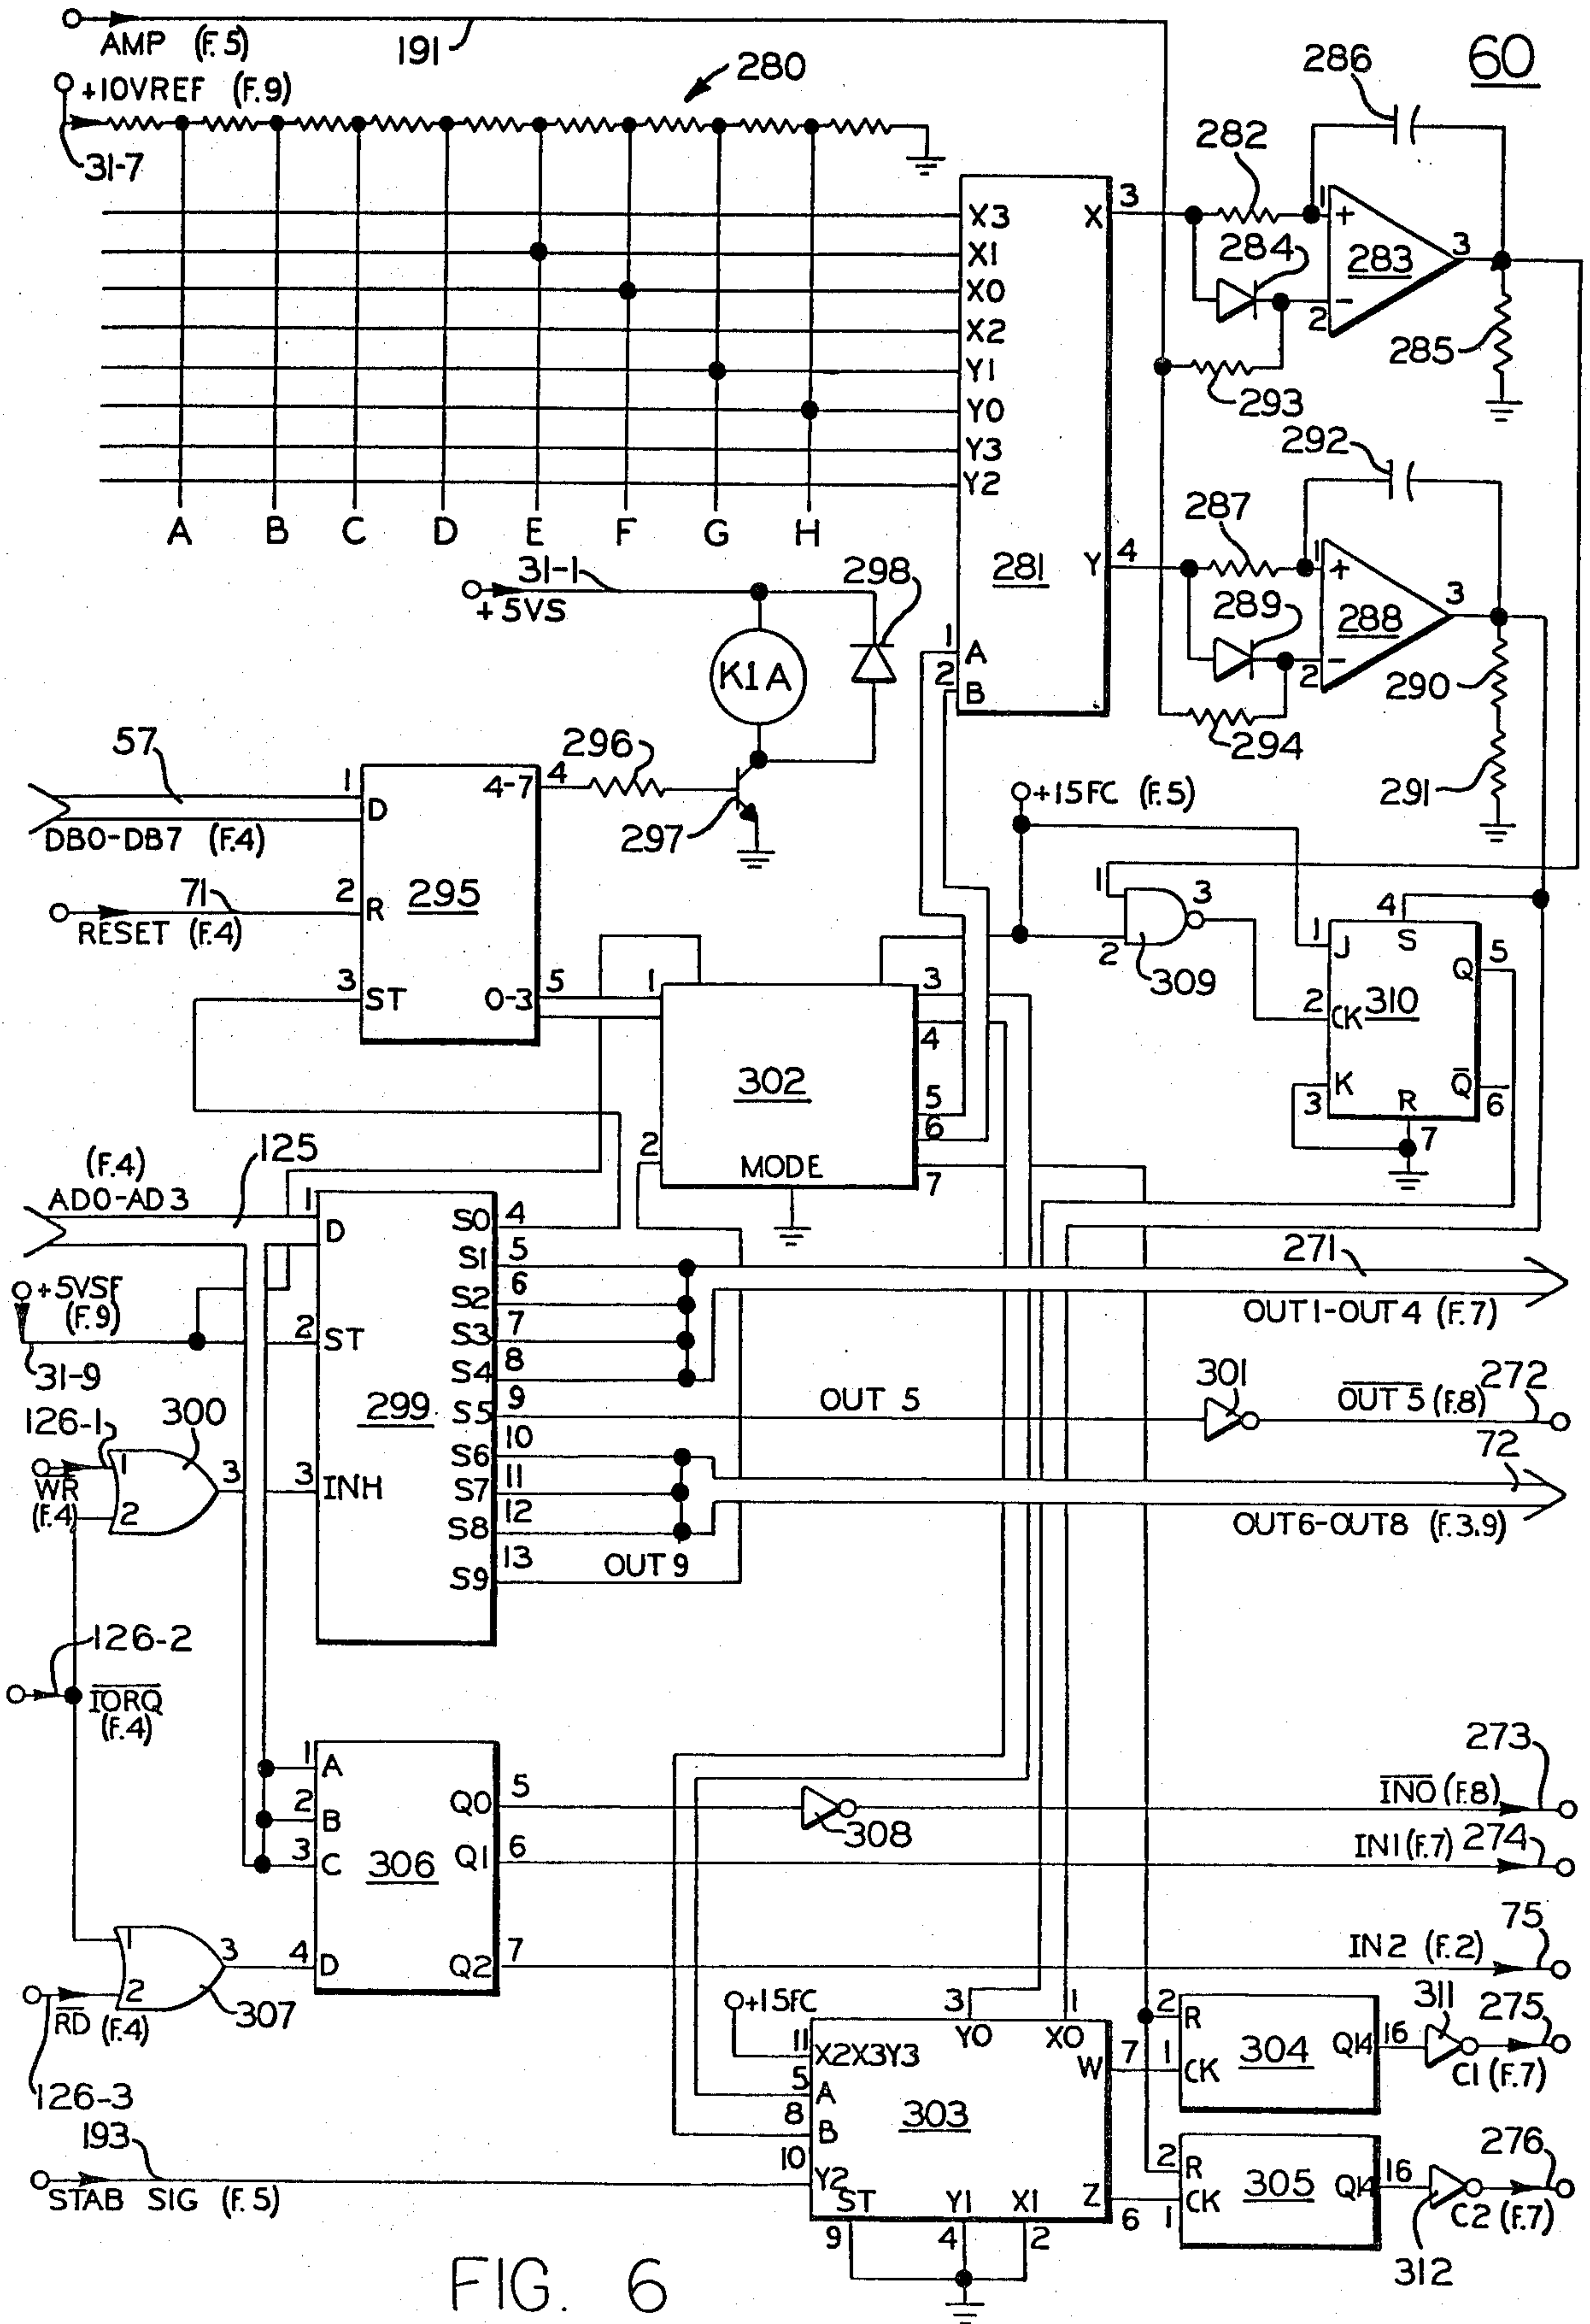 AMP (F.5)
191
280
60
+10VREF (F.9)
31-7
286
282
1
+
283
3
284
2
-
285
293
X3
X1
X0
X2
Y1
Y0
Y3
Y2
X 3
281
Y 4
1 A
2 B
A B C D E F G H
292
287
1
+
288
3
289
2
-
290
294
291
31-1
+5VS
298
K1A
296
297
57
DB0-DB7 (F.4)
1 D
4-7 4
71
RESET (F.4)
2 R
295
3 ST
0-3 5
+15FC (F.5)
1
2
3
309
4 S
1 J
Q 5
2 CK
310
3 K
Q 6
R 7
1
302
2
MODE
3
4
5
6
7
(F.4)
AD0-AD3
125
1 D
+5VSF
(F.9)
31-9
2 ST
299
126-1
300
WR
(F.4)
1
2
3
3 INH
S0 4
S1 5
S2 6
S3 7
S4 8
S5 9
S6 10
S7 11
S8 12
S9 13
271
OUT1-OUT4 (F.7)
OUT 5
301
OUT 5 (F.8)
272
72
OUT6-OUT8 (F.3,9)
OUT 9
126-2
IORQ
(F.4)
1 A
2 B
3 C
306
4 D
Q0 5
Q1 6
Q2 7
308
273
IN0 (F.8)
IN1 (F.7)
274
75
IN2 (F.2)
1
2
3
307
RD (F.4)
126-3
193
STAB SIG (F.5)
+15FC
3 Y0
1 X0
11 X2X3Y3
5 A
8 B
10 Y2
303
W 7
Z 6
ST 9
Y1 4
X1 2
2 R
1 CK
304
Q14 16
311
275
C1 (F.7)
2 R
1 CK
305
Q14 16
312
276
C2 (F.7)
FIG. 6